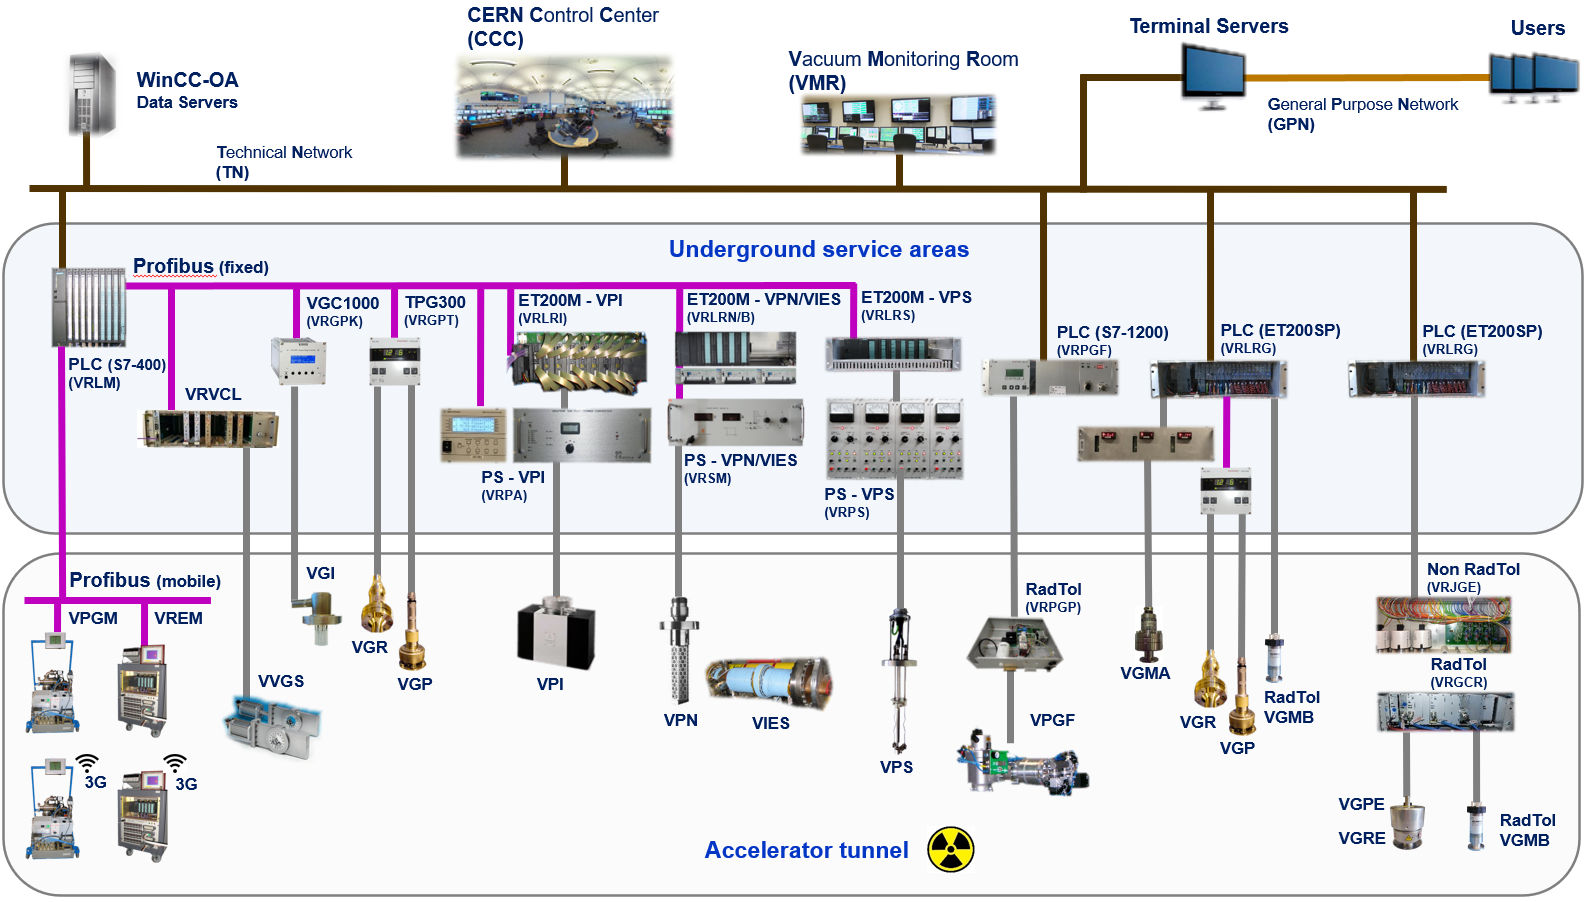 CERN Control Center
(CCC)
Terminal Servers
Users
Vacuum Monitoring Room
(VMR)
WinCC-OA
Data Servers
General Purpose Network
(GPN)
Technical Network
(TN)
Underground service areas
Profibus (fixed)
PLC (S7-400)
(VRLM)
VRVCL
VGC1000
(VRGPK)
TPG300
(VRGPT)
ET200M - VPI
(VRLRI)
ET200M - VPN/VIES
(VRLRN/B)
ET200M - VPS
(VRLRS)
PLC (S7-1200)
(VRPGF)
PLC (ET200SP)
(VRLRG)
PLC (ET200SP)
(VRLRG)
PS - VPI
(VRPA)
PS - VPN/VIES
(VRSM)
PS - VPS
(VRPS)
Profibus (mobile)
VPGM
VREM
VGI
VGR
VGP
VVGS
VPI
VPN
VIES
VPS
RadTol
(VRPGP)
VPGF
VGMA
VGR
VGP
RadTol
VGMB
Non RadTol
(VRJGE)
RadTol
(VRGCR)
3G
3G
VGPE
VGRE
RadTol
VGMB
Accelerator tunnel